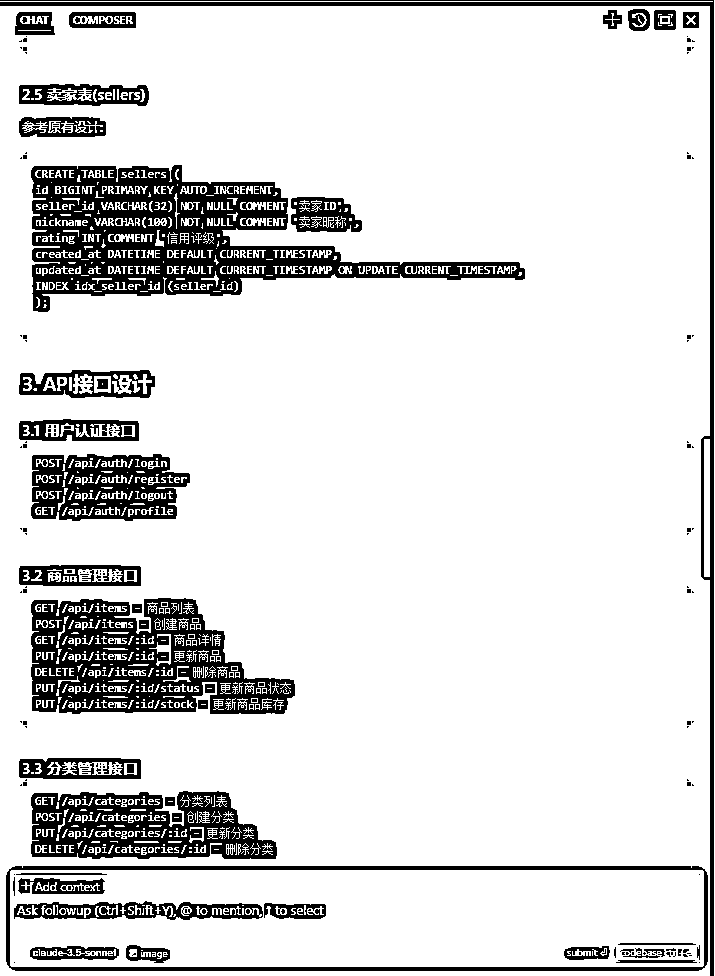 CHAT COMPOSER
2.5 卖家表(sellers)
参考原有设计:
CREATE TABLE sellers (
id BIGINT PRIMARY KEY AUTO_INCREMENT,
seller_id VARCHAR(32) NOT NULL COMMENT '卖家ID',
nickname VARCHAR(100) NOT NULL COMMENT '卖家昵称',
rating INT COMMENT '信用评级',
created_at DATETIME DEFAULT CURRENT_TIMESTAMP,
updated_at DATETIME DEFAULT CURRENT_TIMESTAMP ON UPDATE CURRENT_TIMESTAMP,
INDEX idx_seller_id (seller_id)
);
3. API接口设计
3.1 用户认证接口
POST /api/auth/login
POST /api/auth/register
POST /api/auth/logout
GET /api/auth/profile
3.2 商品管理接口
GET /api/items - 商品列表
POST /api/items - 创建商品
GET /api/items/:id - 商品详情
PUT /api/items/:id - 更新商品
DELETE /api/items/:id - 删除商品
PUT /api/items/:id/status - 更新商品状态
PUT /api/items/:id/stock - 更新商品库存
3.3 分类管理接口
GET /api/categories - 分类列表
POST /api/categories - 创建分类
PUT /api/categories/:id - 更新分类
DELETE /api/categories/:id - 删除分类
+ Add context
Ask followup (Ctrl+Shift+Y), @ to mention, ↑ to select
claude-3.5-sonnet image submit codebase